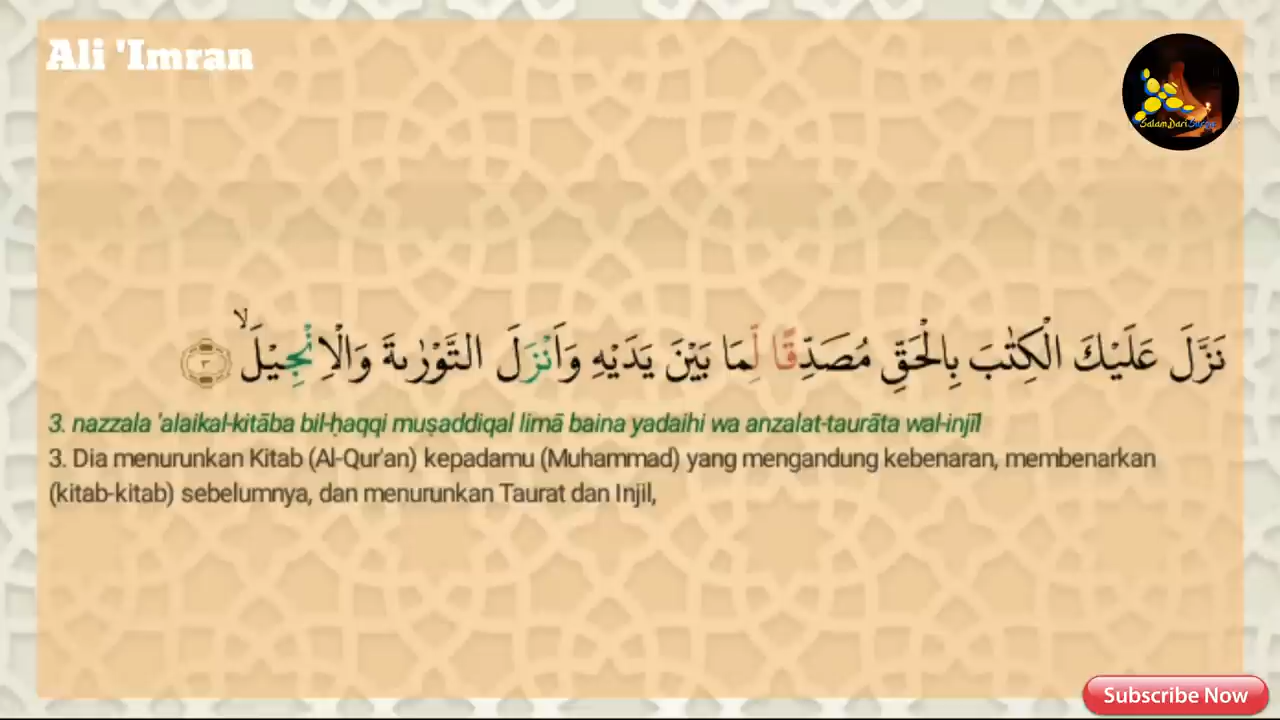 Ali 'Imran
SalamDariSurga
نَزَّلَ عَلَيْكَ الْكِتٰبَ بِالْحَقِّ مُصَدِّقًا لِّمَا بَيْنَ يَدَيْهِ وَاَنْزَلَ التَّوْرٰىةَ وَالْاِنْجِيْلَۙ ٣
3. nazzala 'alaikal-kitāba bil-ḥaqqi muṣaddiqal limā baina yadaihi wa anzalat-taurāta wal-injīl
3. Dia menurunkan Kitab (Al-Qur'an) kepadamu (Muhammad) yang mengandung kebenaran, membenarkan
(kitab-kitab) sebelumnya, dan menurunkan Taurat dan Injil,
Subscribe Now